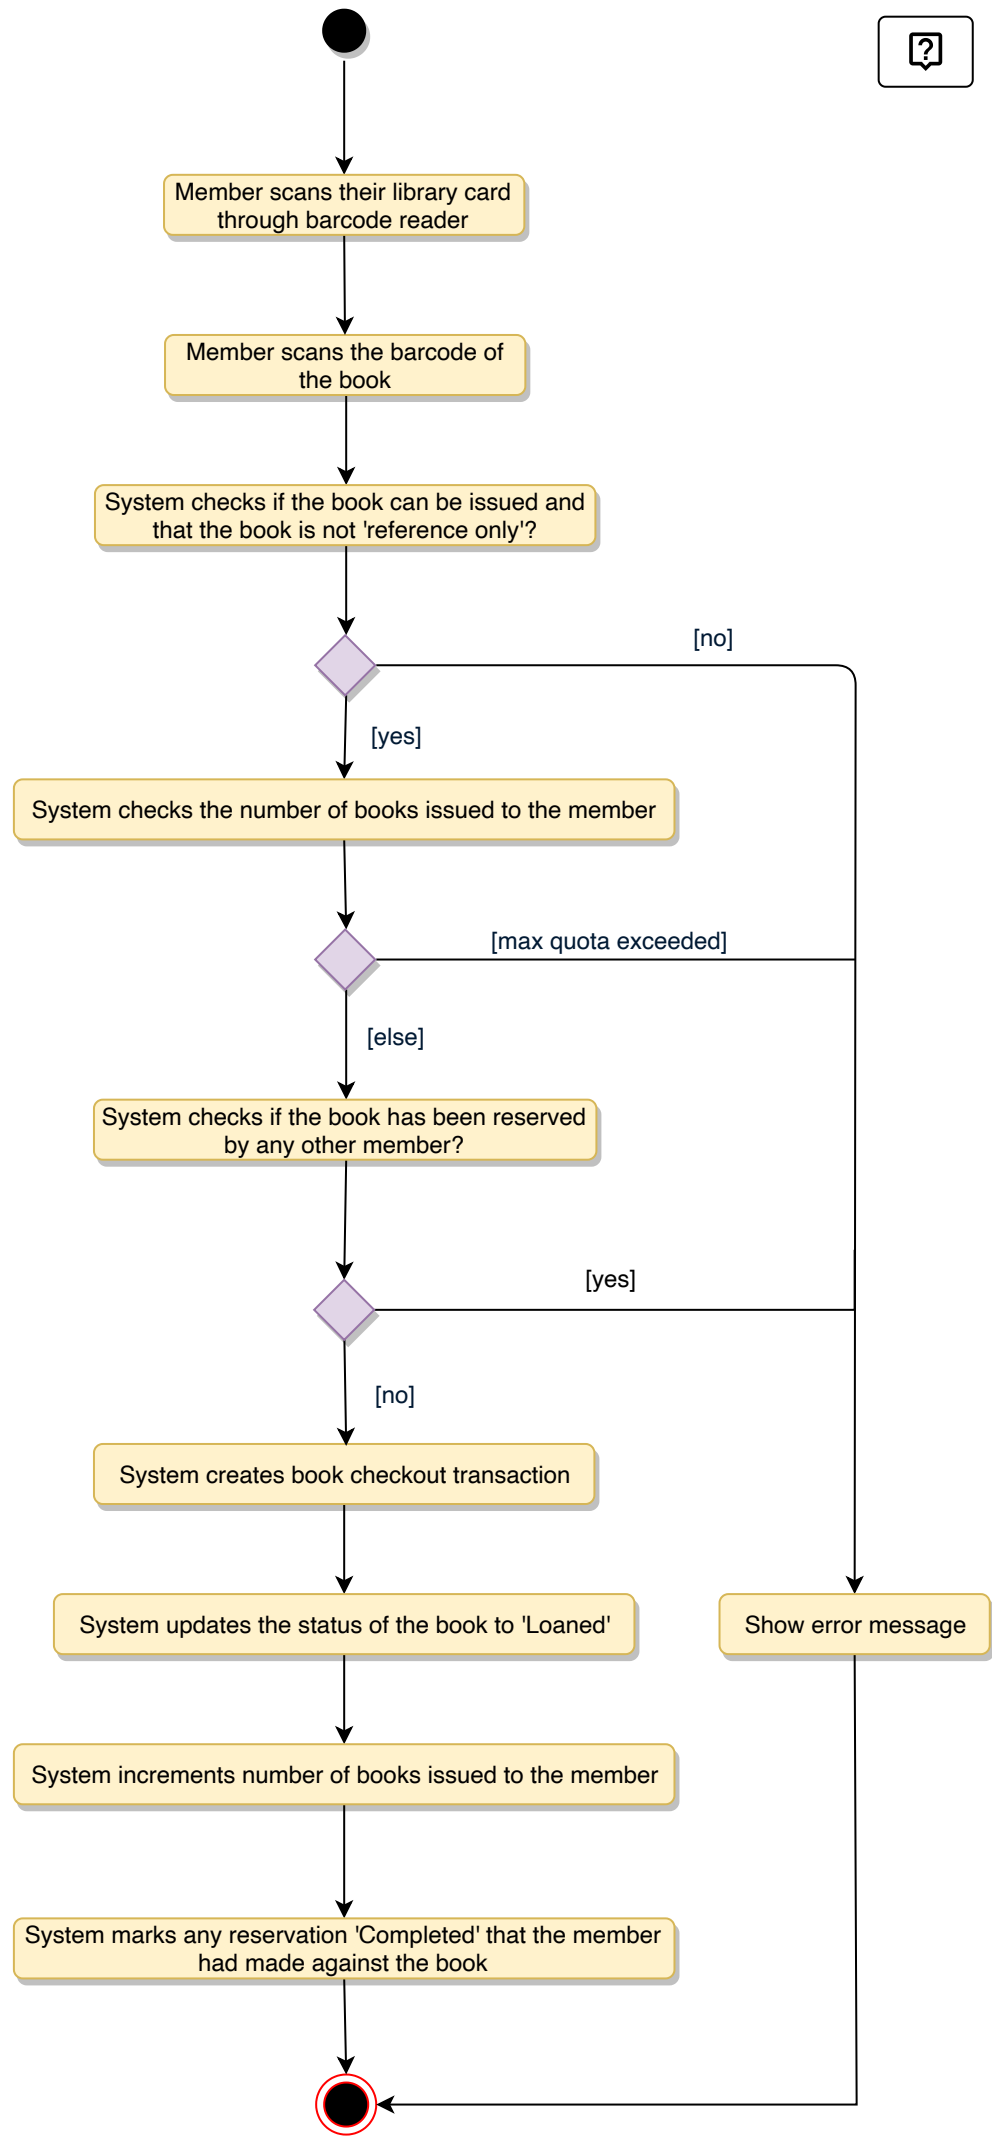 ?
Member scans their library card
through barcode reader
Member scans the barcode of
the book
System checks if the book can be issued and
that the book is not 'reference only'?
[no]
[yes]
System checks the number of books issued to the member
[max quota exceeded]
[else]
System checks if the book has been reserved
by any other member?
[yes]
[no]
System creates book checkout transaction
System updates the status of the book to 'Loaned'
Show error message
System increments number of books issued to the member
System marks any reservation 'Completed' that the member
had made against the book